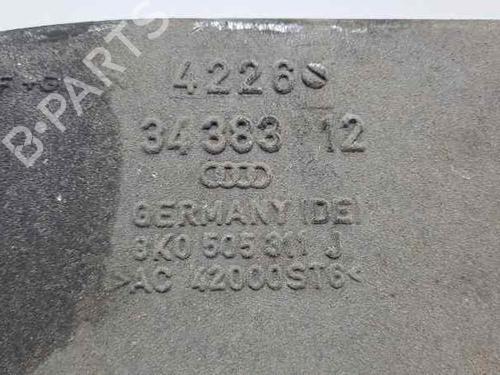 B-PARTS
4226
34 383 12
GERMANY (DE)
8K0 505 311 J
>AC 42000ST6<